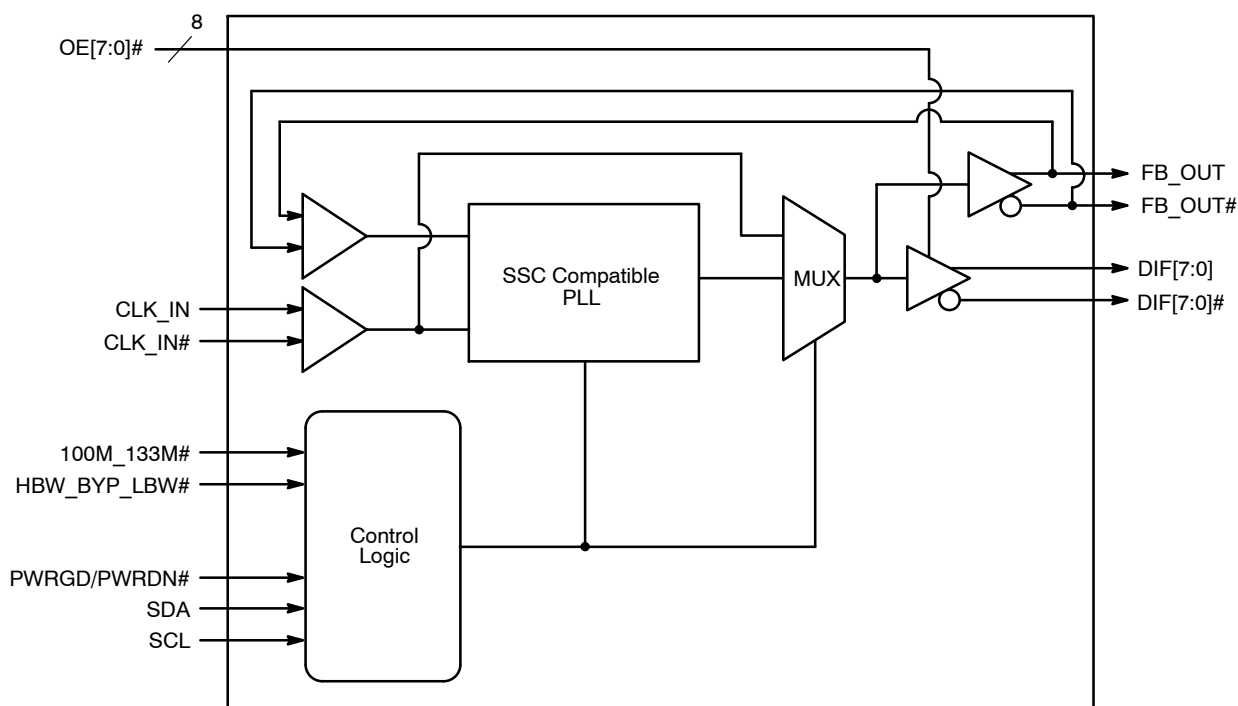 8
OE[7:0]#
FB_OUT
FB_OUT#
SSC Compatible
PLL
MUX
DIF[7:0]
DIF[7:0]#
CLK_IN
CLK_IN#
100M_133M#
HBW_BYP_LBW#
Control
Logic
PWRGD/PWRDN#
SDA
SCL